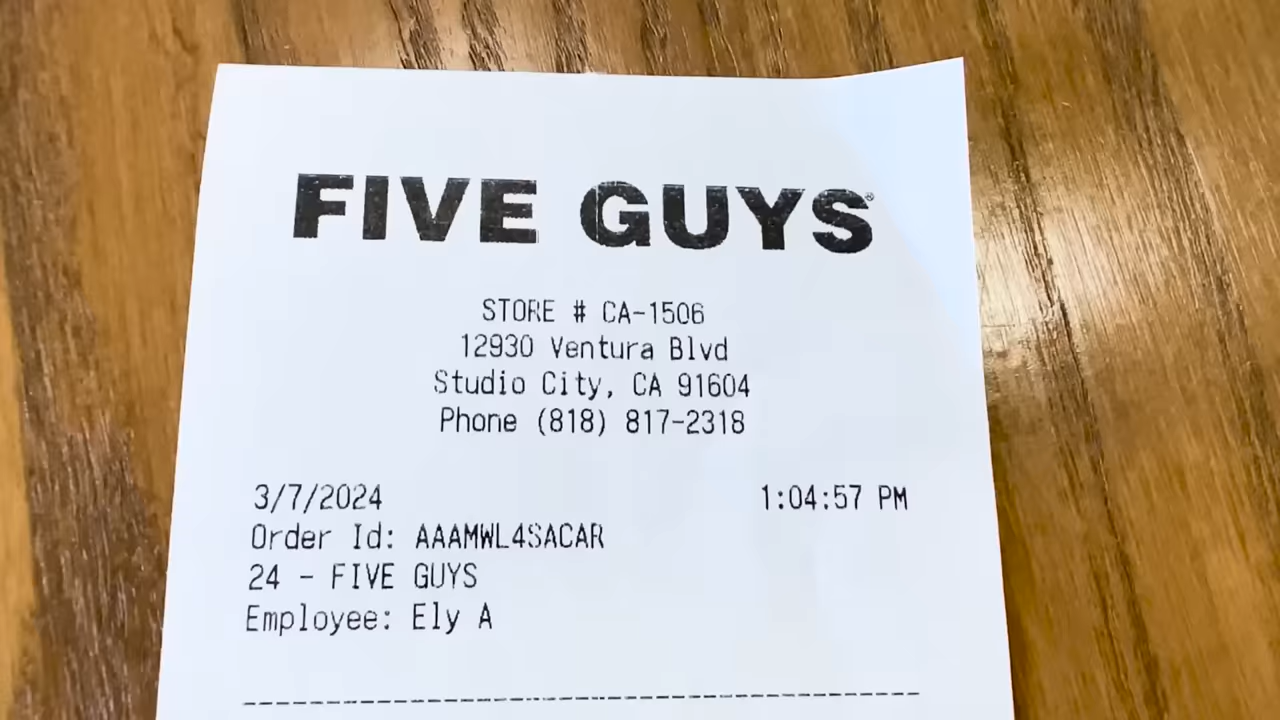 FIVE GUYS®
STORE # CA-1506
12930 Ventura Blvd
Studio City, CA 91604
Phone (818) 817-2318
3/7/2024 1:04:57 PM
Order Id: AAAMWL4SACAR
24 - FIVE GUYS
Employee: Ely A